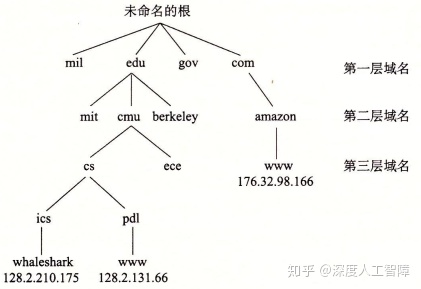 未命名的根
mil edu gov com 第一层域名
mit cmu berkeley amazon 第二层域名
cs ece www 第三层域名
176.32.98.166
ics pdl
whaleshark www
128.2.210.175 128.2.131.66
知乎 @深度人工智障